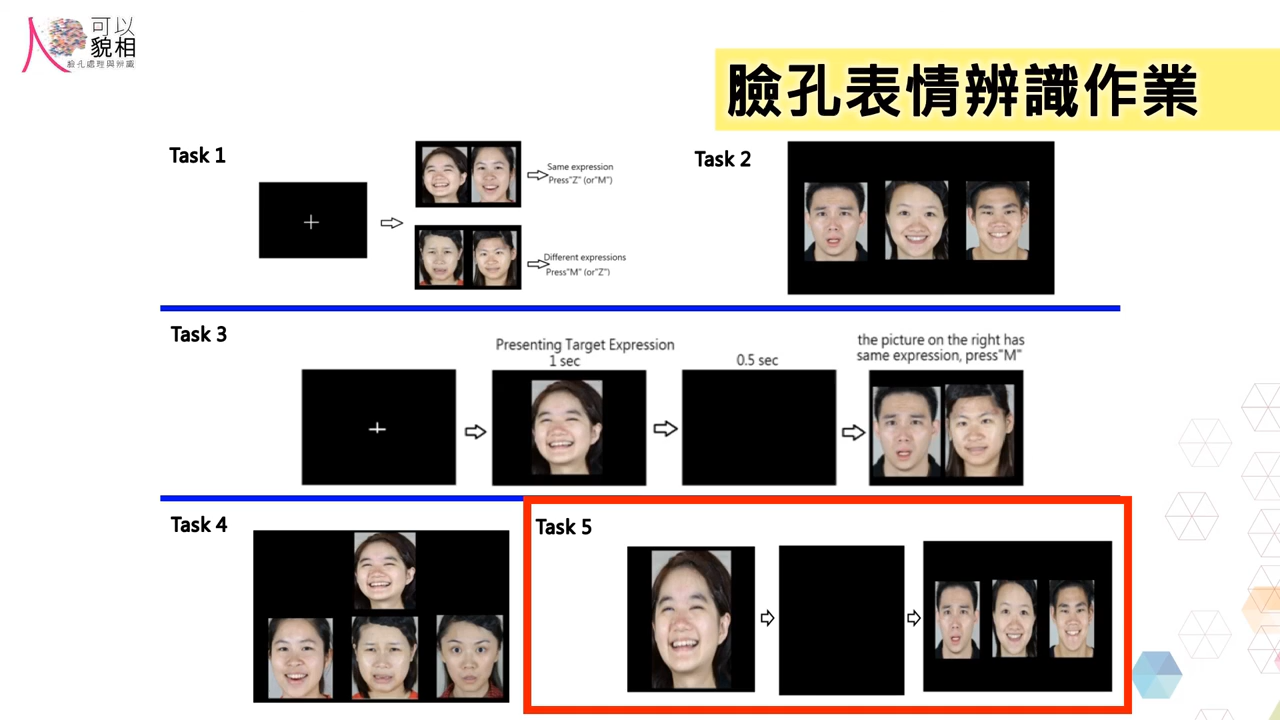 可以
貌相
臉孔處理與辨識
臉孔表情辨識作業
Task 1
Same expression
Press"Z" (or"M")
Different expressions
Press"M" (or"Z")
Task 2
Task 3
Presenting Target Expression
1 sec
0.5 sec
the picture on the right has
same expression, press"M"
Task 4
Task 5